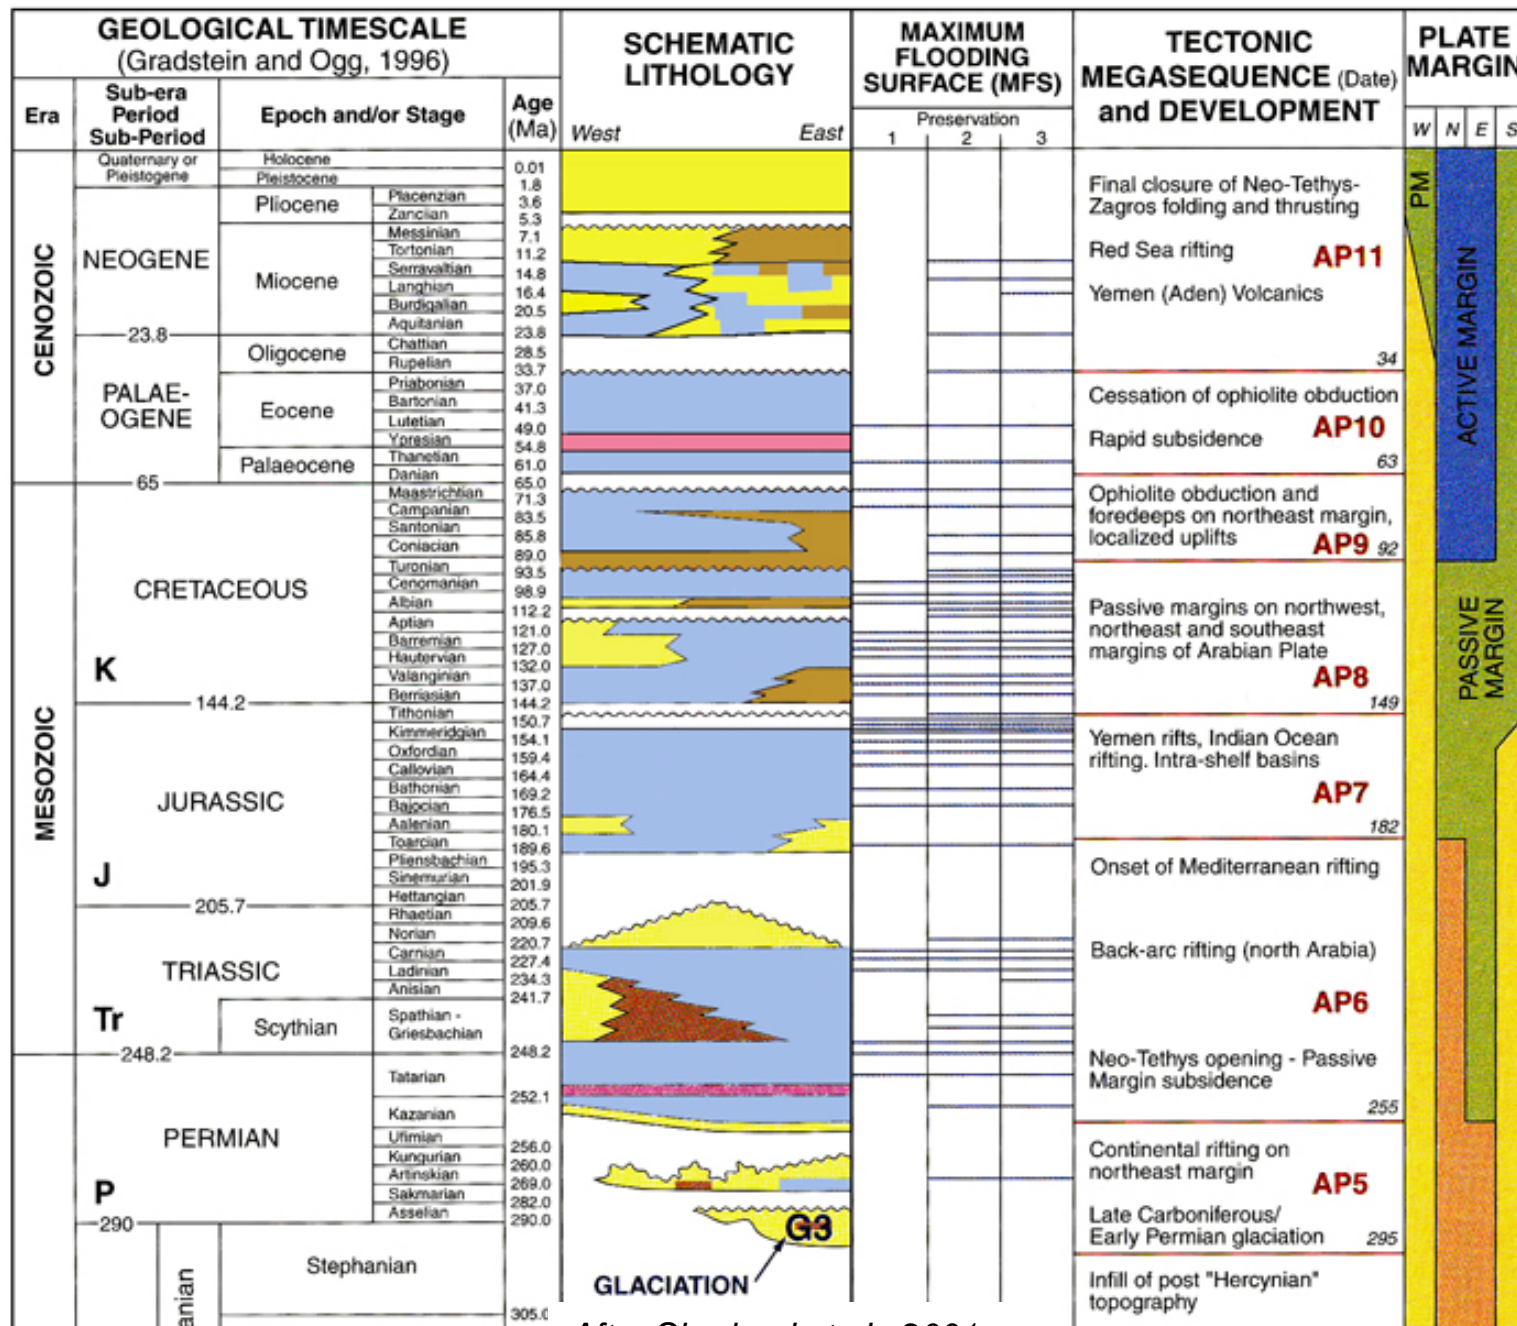 GEOLOGICAL TIMESCALE
(Gradstein and Ogg, 1996)
Era
Sub-era
Period
Sub-Period
Epoch and/or Stage
Age
(Ma)
SCHEMATIC
LITHOLOGY
West East
MAXIMUM
FLOODING
SURFACE (MFS)
Preservation
1 2 3
TECTONIC
MEGASEQUENCE (Date)
and DEVELOPMENT
PLATE
MARGIN
W N E S
CENOZOIC
MESOZOIC
Quaternary or
Pleistogene
NEOGENE
23.8
PALAE-
OGENE
65
CRETACEOUS
K
144.2
JURASSIC
J
205.7
TRIASSIC
Tr
248.2
PERMIAN
P
290
anian
Holocene
Pleistocene
Pliocene
Miocene
Oligocene
Eocene
Palaeocene
Scythian
Stephanian
Placenzian
Zanclian
Messinian
Tortonian
Serravaltian
Langhian
Burdigalian
Aquitanian
Chattian
Rupelian
Priabonian
Bartonian
Lutetian
Ypresian
Thanetian
Danian
Maastrichtian
Campanian
Santonian
Coniacian
Turonian
Cenomanian
Albian
Aptian
Barremian
Hautervian
Valanginian
Berriasian
Tithonian
Kimmeridgian
Oxfordian
Callovian
Bathonian
Bajocian
Aalenian
Toarcian
Pliensbachian
Sinemurian
Hettangian
Rhaetian
Norian
Carnian
Ladinian
Anisian
Spathian -
Griesbachian
Tatarian
Kazanian
Ufimian
Kungurian
Artinskian
Sakmarian
Asselian
0.01
1.8
3.6
5.3
7.1
11.2
14.8
16.4
20.5
23.8
28.5
33.7
37.0
41.3
49.0
54.8
61.0
65.0
71.3
83.5
85.8
89.0
93.5
98.9
112.2
121.0
127.0
132.0
137.0
144.2
150.7
154.1
159.4
164.4
169.2
176.5
180.1
189.6
195.3
201.9
205.7
209.6
220.7
227.4
234.3
241.7
248.2
252.1
256.0
260.0
269.0
282.0
290.0
305.0
G3
GLACIATION
Final closure of Neo-Tethys-
Zagros folding and thrusting
Red Sea rifting
AP11
Yemen (Aden) Volcanics
34
Cessation of ophiolite obduction
AP10
Rapid subsidence
63
Ophiolite obduction and
foredeeps on northeast margin,
localized uplifts
AP9 92
Passive margins on northwest,
northeast and southeast
margins of Arabian Plate
AP8
149
Yemen rifts, Indian Ocean
rifting. Intra-shelf basins
AP7
182
Onset of Mediterranean rifting
Back-arc rifting (north Arabia)
AP6
Neo-Tethys opening - Passive
Margin subsidence
255
Continental rifting on
northeast margin
AP5
Late Carboniferous/
Early Permian glaciation 295
Infill of post "Hercynian"
topography
PM
ACTIVE MARGIN
PASSIVE
MARGIN